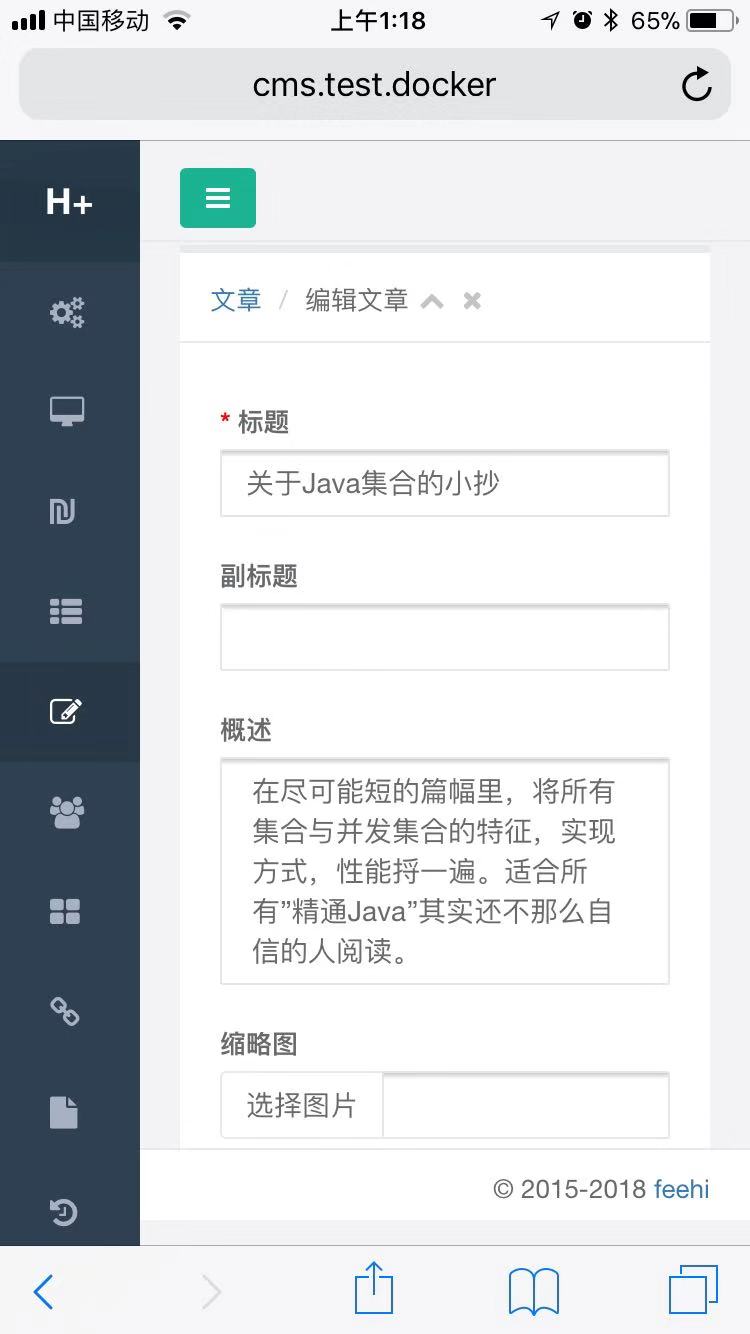 中国移动 上午1:18 65%
cms.test.docker
H+
文章 / 编辑文章
* 标题
关于Java集合的小抄
副标题
概述
在尽可能短的篇幅里，将所有
集合与并发集合的特征，实现
方式，性能捋一遍。适合所
有”精通Java”其实还不那么自
信的人阅读。
缩略图
选择图片
© 2015-2018 feehi